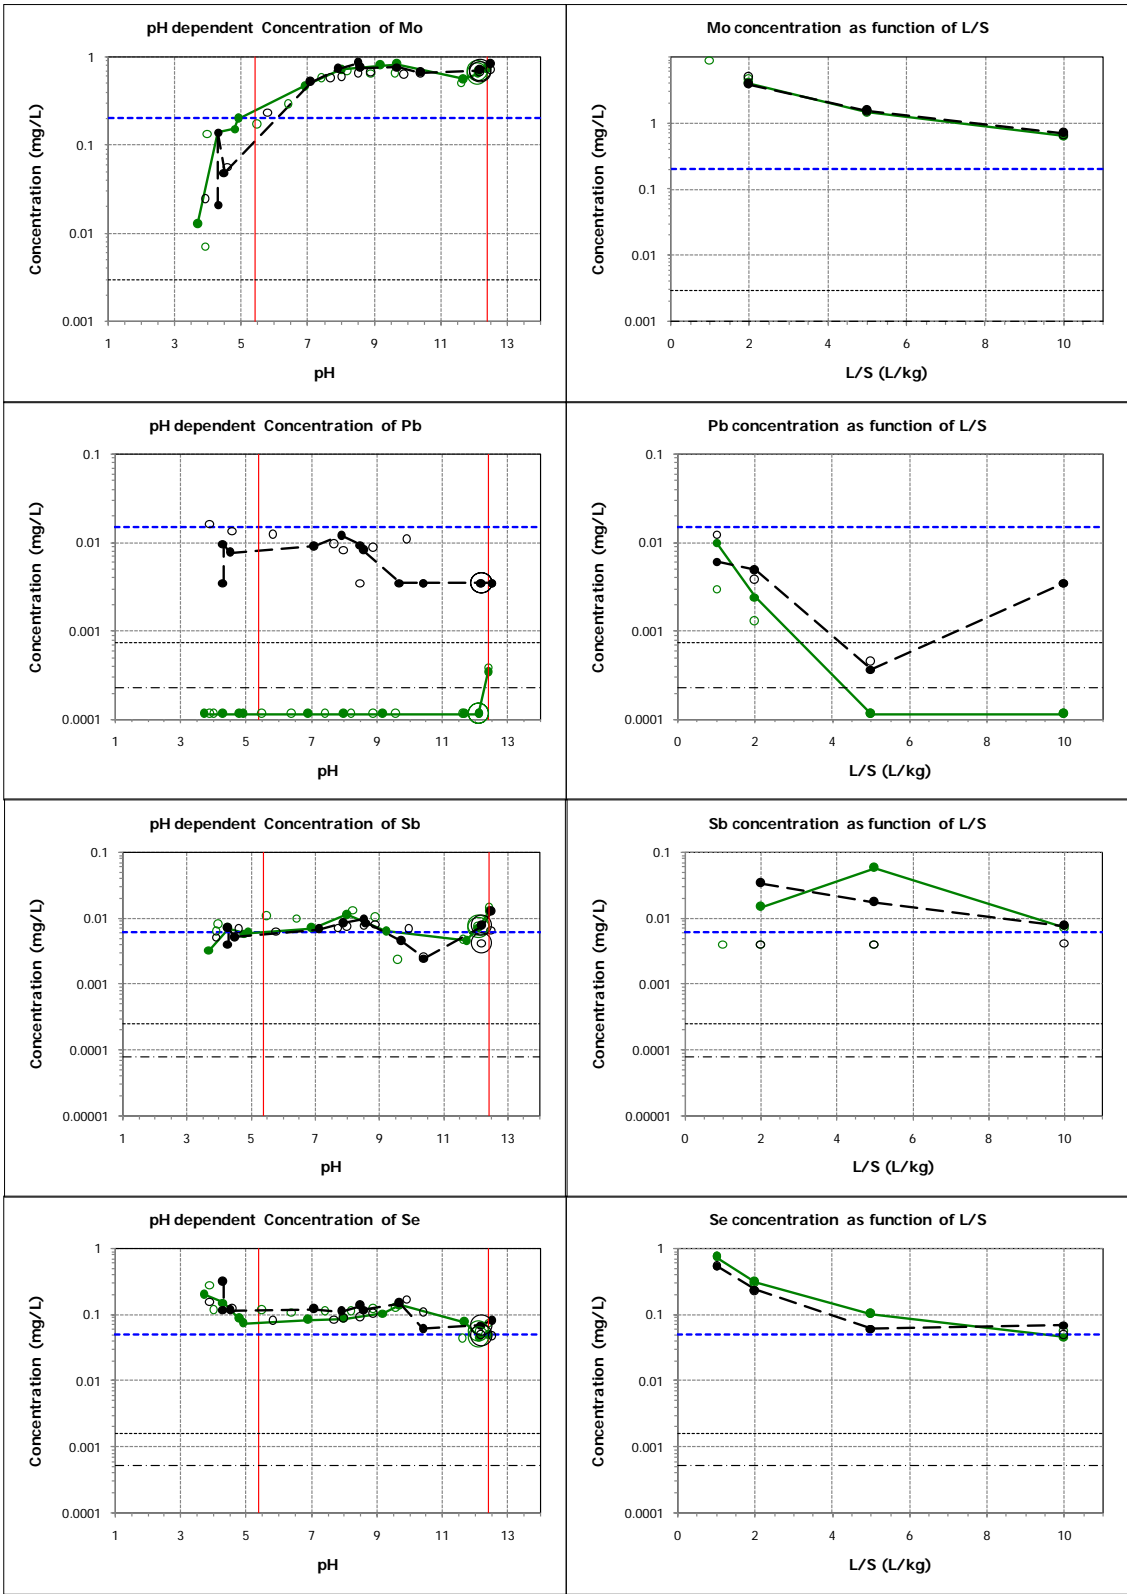 pH dependent Concentration of Mo
Concentration (mg/L)
1
0.1
0.01
0.001
1 3 5 7 9 11 13
pH
Mo concentration as function of L/S
Concentration (mg/L)
1
0.1
0.01
0.001
0 2 4 6 8 10
L/S (L/kg)
pH dependent Concentration of Pb
Concentration (mg/L)
0.1
0.01
0.001
0.0001
1 3 5 7 9 11 13
pH
Pb concentration as function of L/S
Concentration (mg/L)
0.1
0.01
0.001
0.0001
0 2 4 6 8 10
L/S (L/kg)
pH dependent Concentration of Sb
Concentration (mg/L)
0.1
0.01
0.001
0.0001
0.00001
1 3 5 7 9 11 13
pH
Sb concentration as function of L/S
Concentration (mg/L)
0.1
0.01
0.001
0.0001
0.00001
0 2 4 6 8 10
L/S (L/kg)
pH dependent Concentration of Se
Concentration (mg/L)
1
0.1
0.01
0.001
0.0001
1 3 5 7 9 11 13
pH
Se concentration as function of L/S
Concentration (mg/L)
1
0.1
0.01
0.001
0.0001
0 2 4 6 8 10
L/S (L/kg)